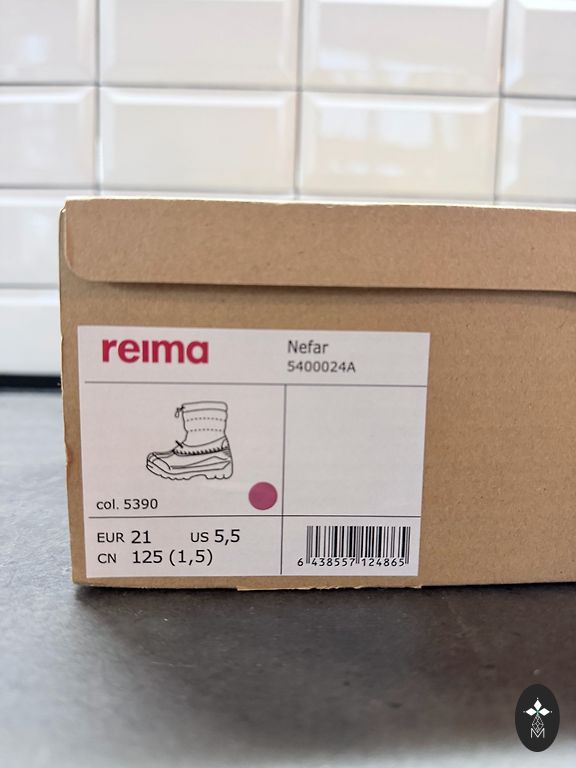 reima
Nefar
5400024A
col. 5390
EUR 21 US 5,5
CN 125 (1,5)
6 438557 124865
M